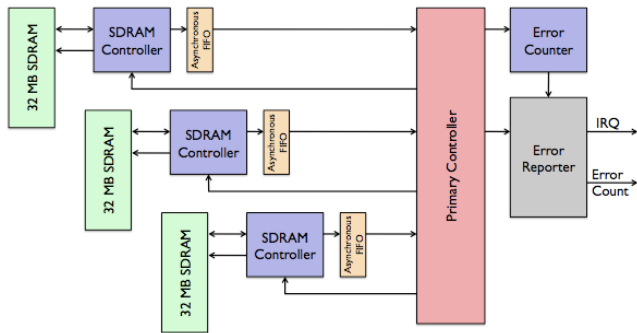 32 MB SDRAM
SDRAM
Controller
Asynchronous
FIFO
32 MB SDRAM
SDRAM
Controller
Asynchronous
FIFO
32 MB SDRAM
SDRAM
Controller
Asynchronous
FIFO
Primary Controller
Error
Counter
Error
Reporter
IRQ
Error
Count